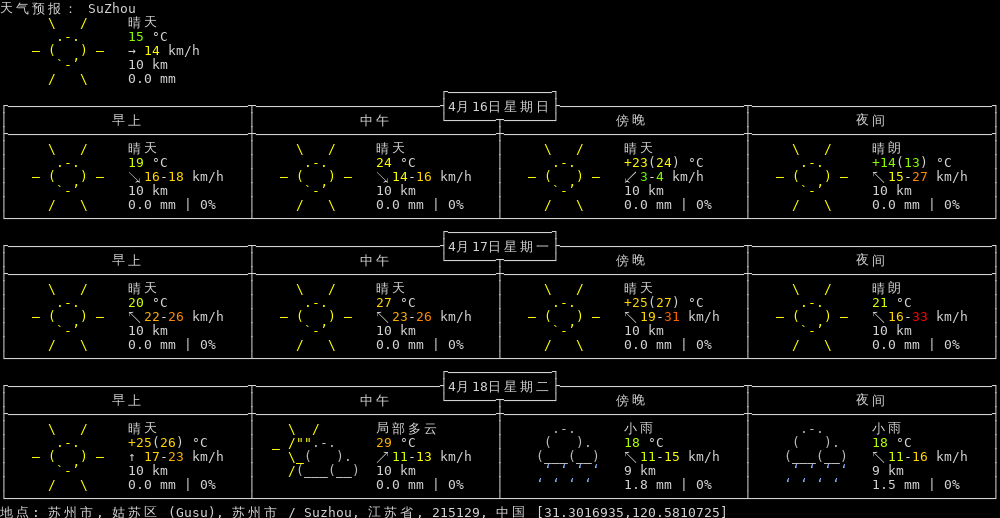 天气预报: SuZhou
晴天
15 °C
→ 14 km/h
10 km
0.0 mm
4月16日星期日
早上 中午 傍晚 夜间
晴天 晴天 晴天 晴朗
19 °C 24 °C +23(24) °C +14(13) °C
↘ 16-18 km/h ↘ 14-16 km/h ↙ 3-4 km/h ↖ 15-27 km/h
10 km 10 km 10 km 10 km
0.0 mm | 0% 0.0 mm | 0% 0.0 mm | 0% 0.0 mm | 0%
4月17日星期一
早上 中午 傍晚 夜间
晴天 晴天 晴天 晴朗
20 °C 27 °C +25(27) °C 21 °C
↖ 22-26 km/h ↖ 23-26 km/h ↖ 19-31 km/h ↖ 16-33 km/h
10 km 10 km 10 km 10 km
0.0 mm | 0% 0.0 mm | 0% 0.0 mm | 0% 0.0 mm | 0%
4月18日星期二
早上 中午 傍晚 夜间
晴天 局部多云 小雨 小雨
+25(26) °C 29 °C 18 °C 18 °C
↑ 17-23 km/h ↗ 11-13 km/h ↖ 11-15 km/h ↖ 11-16 km/h
10 km 10 km 9 km 9 km
0.0 mm | 0% 0.0 mm | 0% 1.8 mm | 0% 1.5 mm | 0%
地点: 苏州市, 姑苏区 (Gusu), 苏州市 / Suzhou, 江苏省, 215129, 中国 [31.3016935,120.5810725]